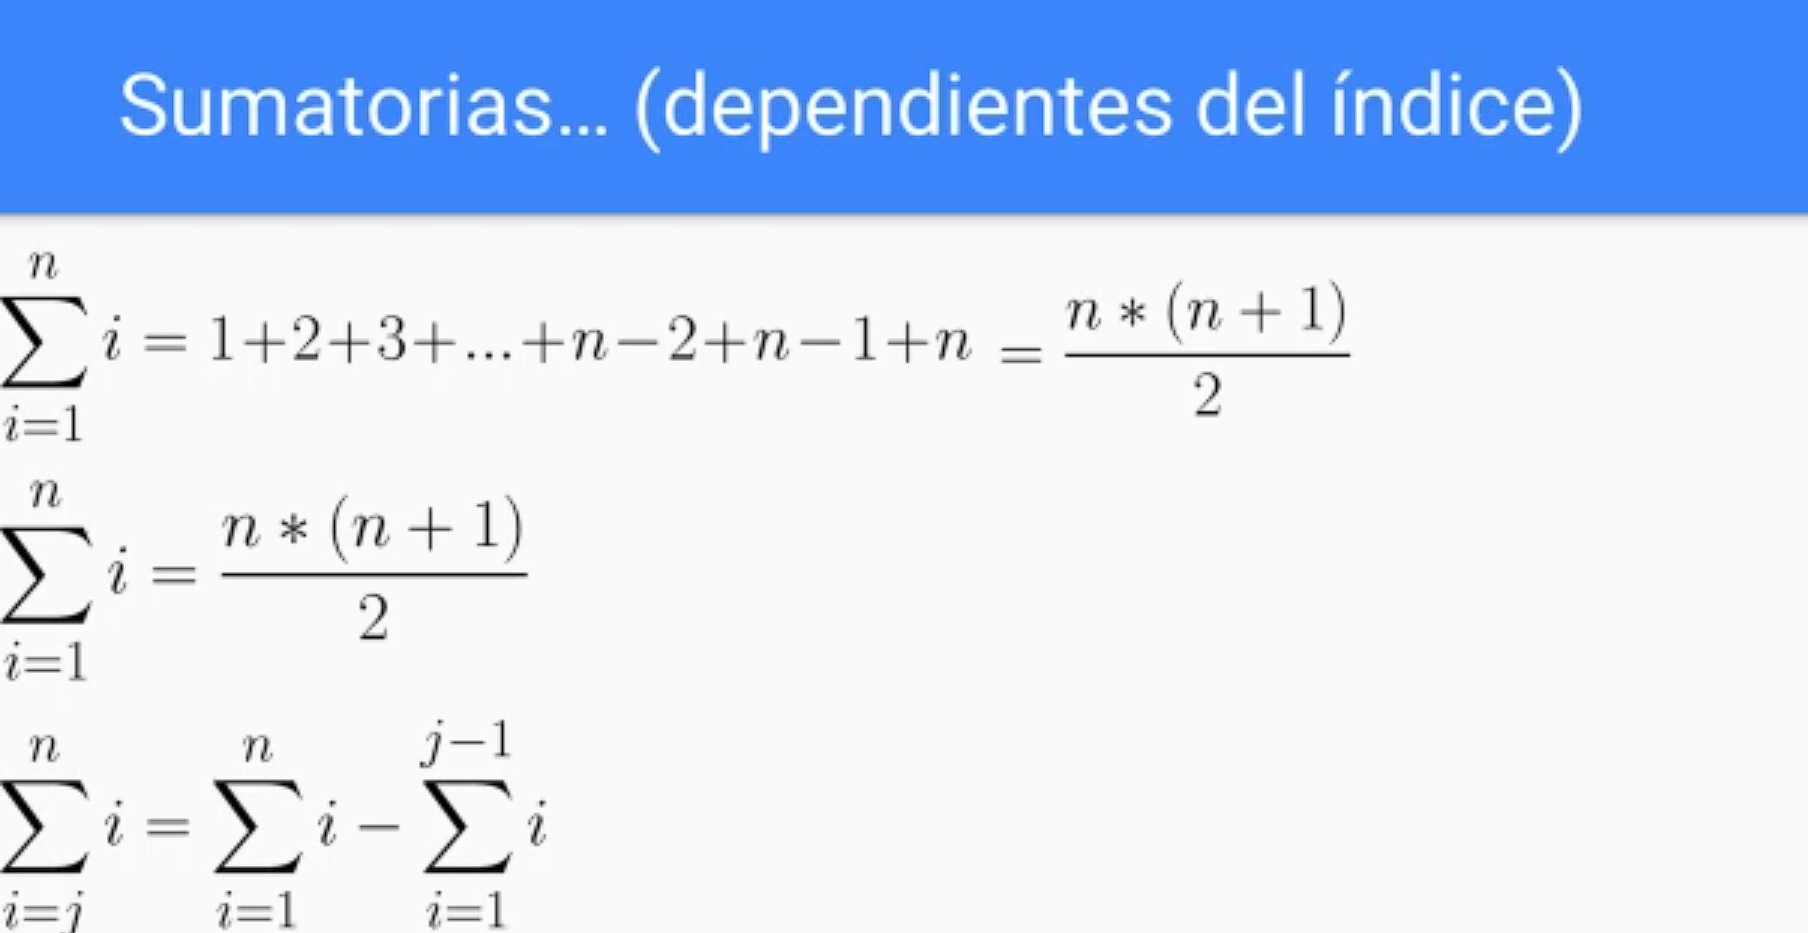 Sumatorias... (dependientes del índice)
\sum_{i=1}^{n} i = 1+2+3+...+n-2+n-1+n = \frac{n*(n+1)}{2}
\sum_{i=1}^{n} i = \frac{n*(n+1)}{2}
\sum_{i=j}^{n} i = \sum_{i=1}^{n} i - \sum_{i=1}^{j-1} i